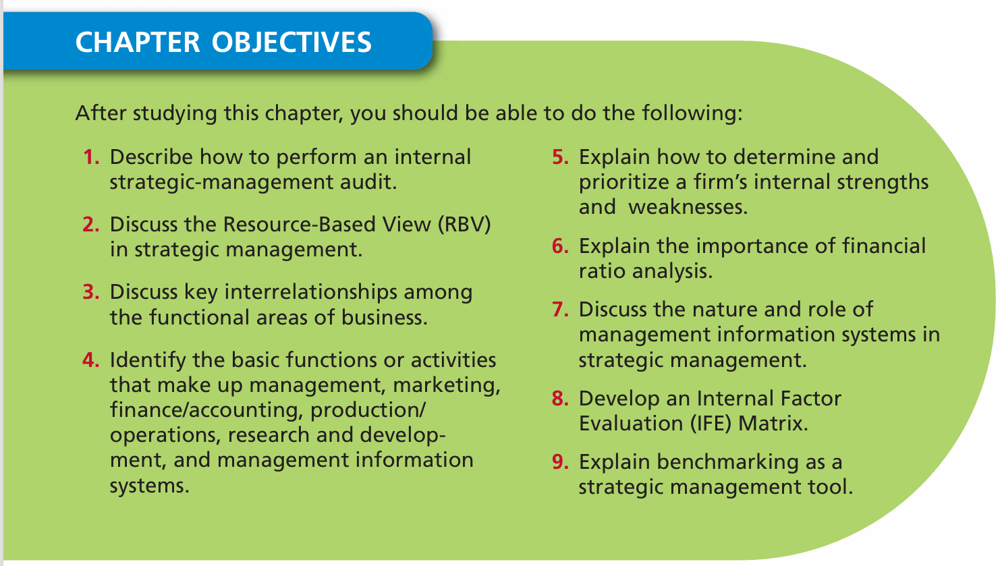 CHAPTER OBJECTIVES
After studying this chapter, you should be able to do the following:
1. Describe how to perform an internal
strategic-management audit.
2. Discuss the Resource-Based View (RBV)
in strategic management.
3. Discuss key interrelationships among
the functional areas of business.
4. Identify the basic functions or activities
that make up management, marketing,
finance/accounting, production/
operations, research and develop-
ment, and management information
systems.
5. Explain how to determine and
prioritize a firm’s internal strengths
and  weaknesses.
6. Explain the importance of financial
ratio analysis.
7. Discuss the nature and role of
management information systems in
strategic management.
8. Develop an Internal Factor
Evaluation (IFE) Matrix.
9. Explain benchmarking as a
strategic management tool.